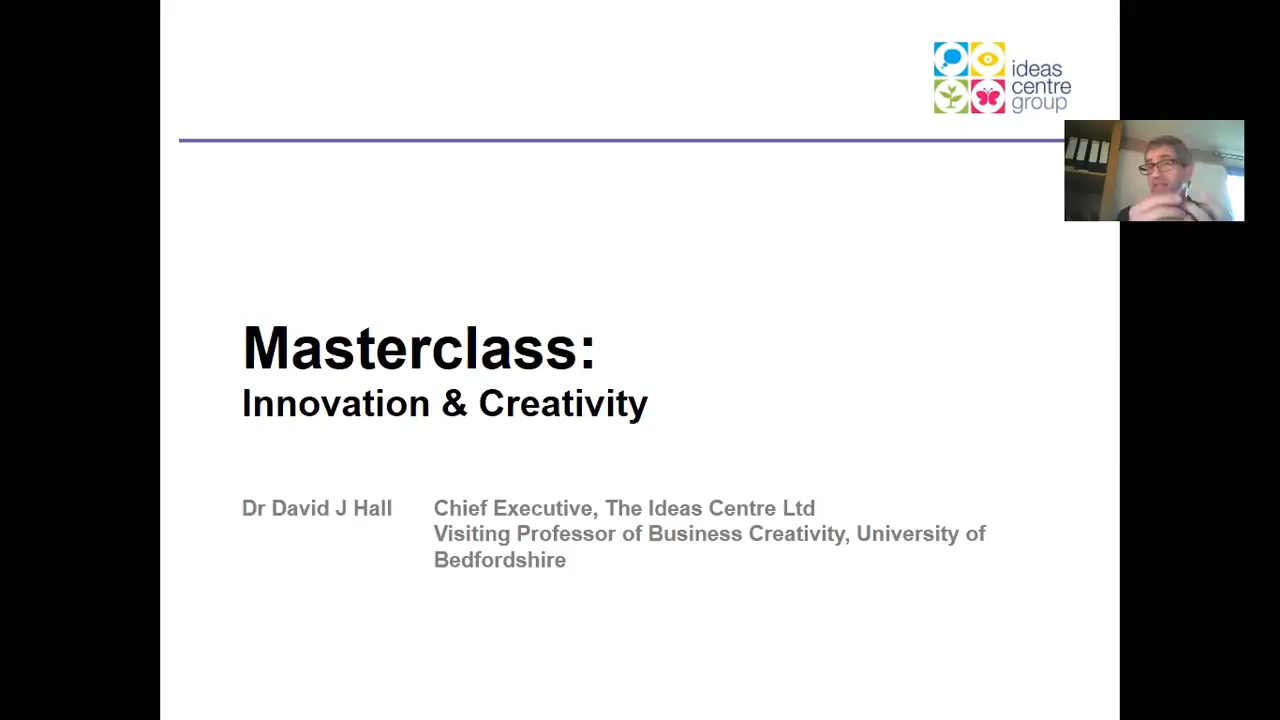 ideas
centre
group
Masterclass:
Innovation & Creativity
Dr David J Hall Chief Executive, The Ideas Centre Ltd
Visiting Professor of Business Creativity, University of
Bedfordshire